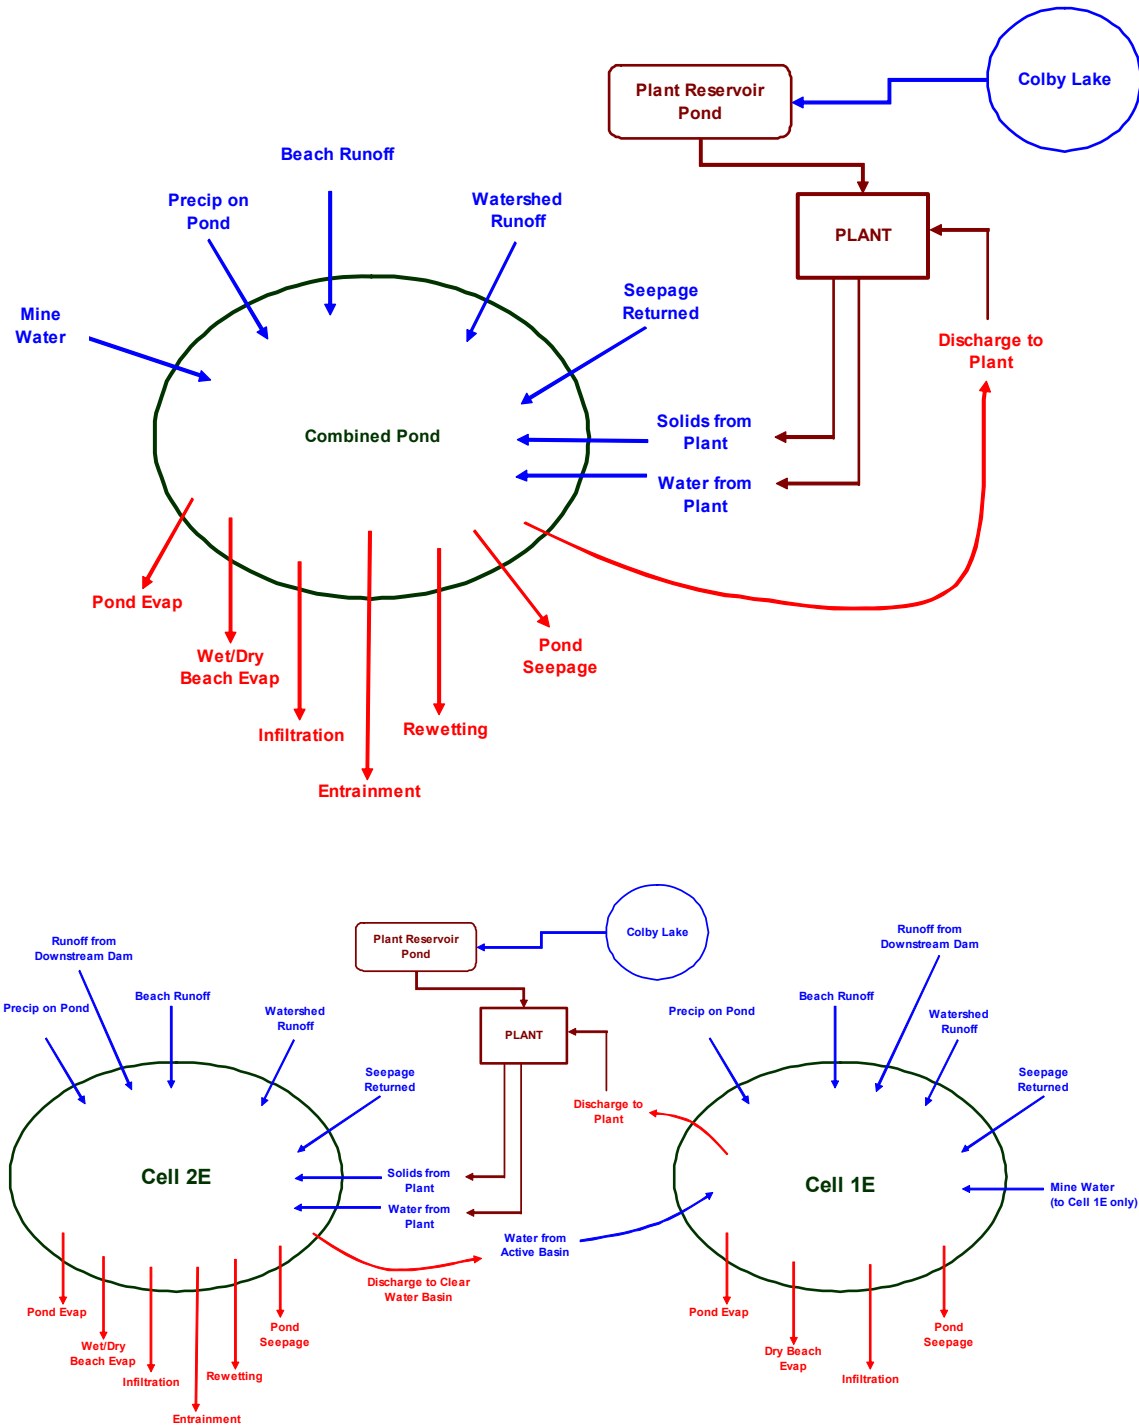 Colby Lake
Plant Reservoir
Pond
Beach Runoff
Precip on
Pond
Watershed
Runoff
PLANT
Mine
Water
Seepage
Returned
Discharge to
Plant
Combined Pond
Solids from
Plant
Water from
Plant
Pond Evap
Wet/Dry
Beach Evap
Pond
Seepage
Infiltration
Rewetting
Entrainment
Runoff from
Downstream Dam
Plant Reservoir
Pond
Colby Lake
Runoff from
Downstream Dam
Precip on Pond
Beach Runoff
Watershed
Runoff
PLANT
Precip on Pond
Beach Runoff
Watershed
Runoff
Seepage
Returned
Discharge to
Plant
Seepage
Returned
Cell 2E
Solids from
Plant
Water from
Plant
Cell 1E
Mine Water
(to Cell 1E only)
Water from
Active Basin
Discharge to Clear
Water Basin
Pond Evap
Wet/Dry
Beach Evap
Infiltration
Entrainment
Rewetting
Pond
Seepage
Pond Evap
Dry Beach
Evap
Infiltration
Pond
Seepage